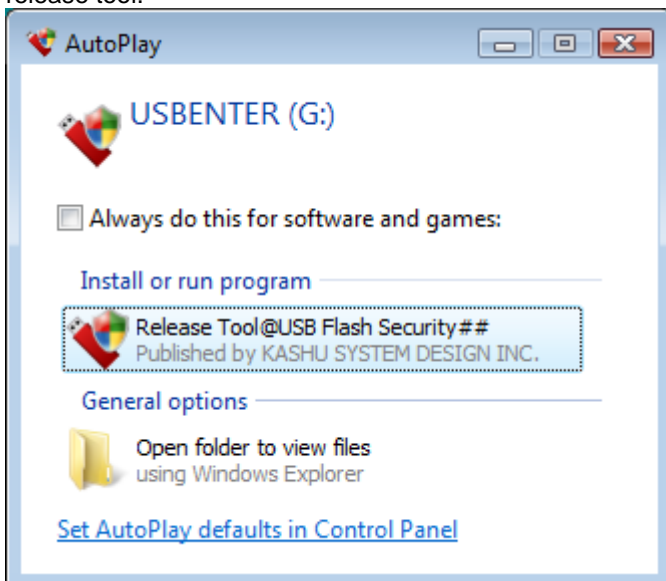 release tool.
AutoPlay
USBENTER (G:)
Always do this for software and games:
Install or run program
Release Tool@USB Flash Security##
Published by KASHU SYSTEM DESIGN INC.
General options
Open folder to view files
using Windows Explorer
Set AutoPlay defaults in Control Panel